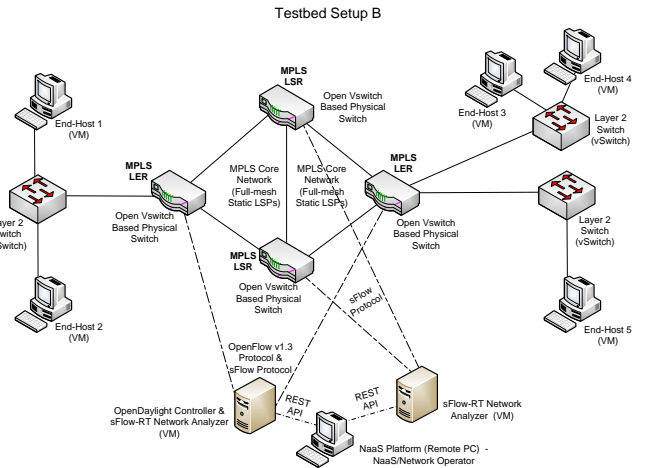 Testbed Setup B
End-Host 1
(VM)
MPLS
LSR
Open Vswitch
Based Physical
Switch
End-Host 3
(VM)
End-Host 4
(VM)
Layer 2
Switch
(vSwitch)
MPLS
LER
Open Vswitch
Based Physical
Switch
MPLS Core
Network
(Full-mesh
Static LSPs)
MPLS Core
Network
(Full-mesh
Static LSPs)
MPLS
LER
Open Vswitch
Based Physical
Switch
ayer 2
witch
Switch)
Layer 2
Switch
(vSwitch)
MPLS
LSR
Open Vswitch
Based Physical
Switch
End-Host 2
(VM)
End-Host 5
(VM)
sFlow
Protocol
OpenFlow v1.3
Protocol &
sFlow Protocol
OpenDaylight Controller &
sFlow-RT Network Analyzer
(VM)
REST
API
REST
API
sFlow-RT Network
Analyzer (VM)
NaaS Platform (Remote PC) -
NaaS/Network Operator